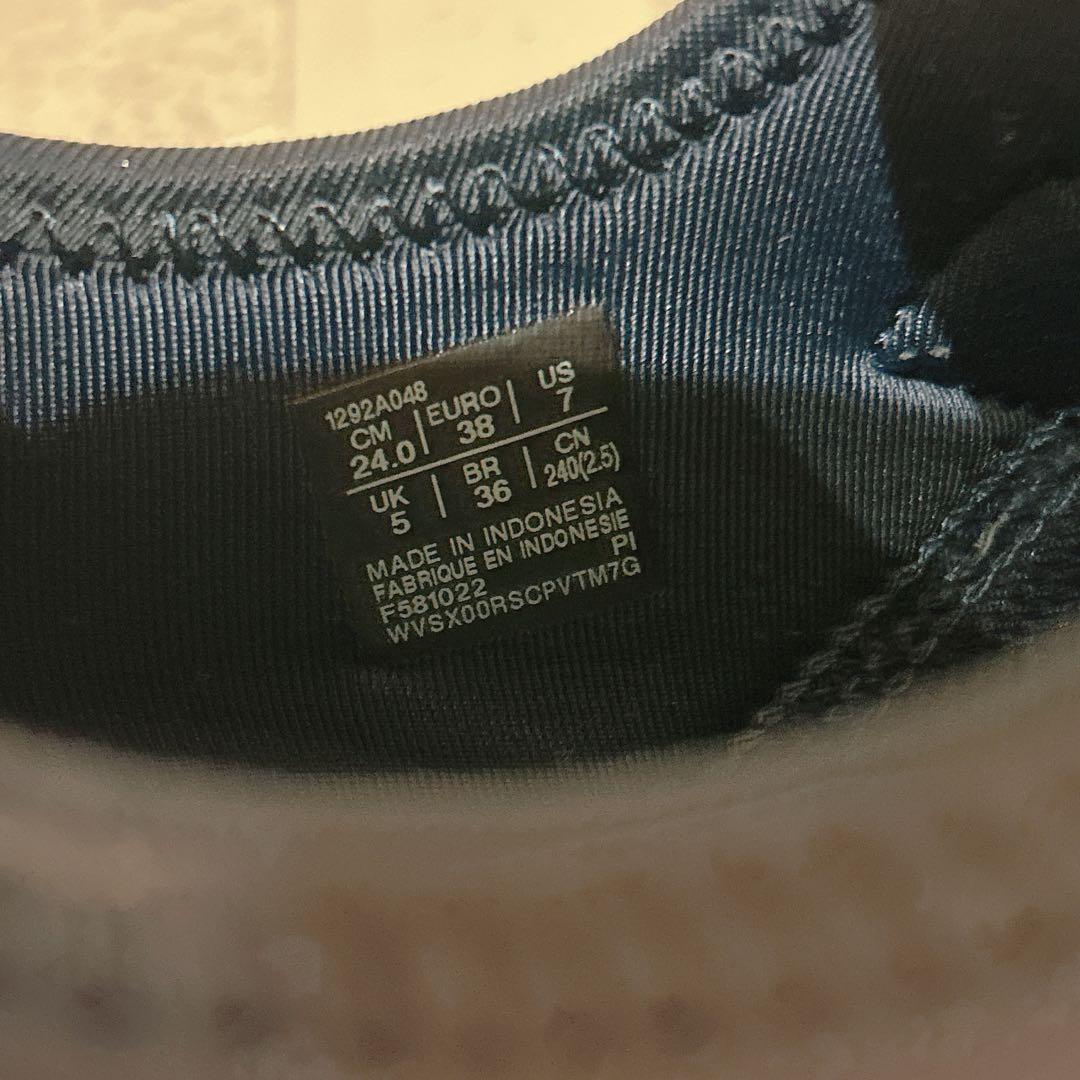 1292A048
CM | EURO | US
24.0 | 38 | 7
UK | BR | CN
5 | 36 | 240(2.5)
MADE IN INDONESIA
FABRIQUE EN INDONESIE
F581022 PI
WVSX00RSCPVTM7G